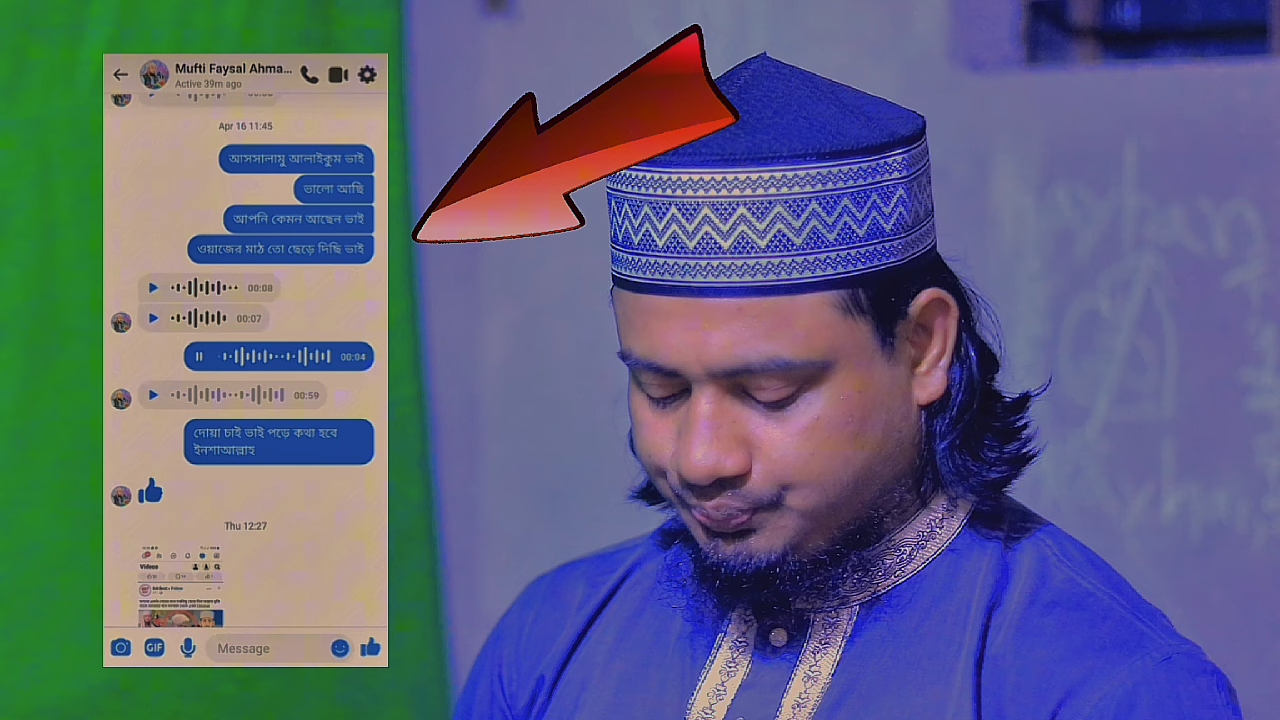 Mufti Faysal Ahma...
Active 39m ago
Apr 16 11:45
আসসালামু আলাইকুম ভাই
ভালো আছি
আপনি কেমন আছেন ভাই
ওয়াজের মাঠ তো ছেড়ে দিছি ভাই
00:08
00:07
00:04
00:59
দোয়া চাই ভাই পড়ে কথা হবে
ইনশাআল্লাহ
Thu 12:27
Videos
GIF
Message